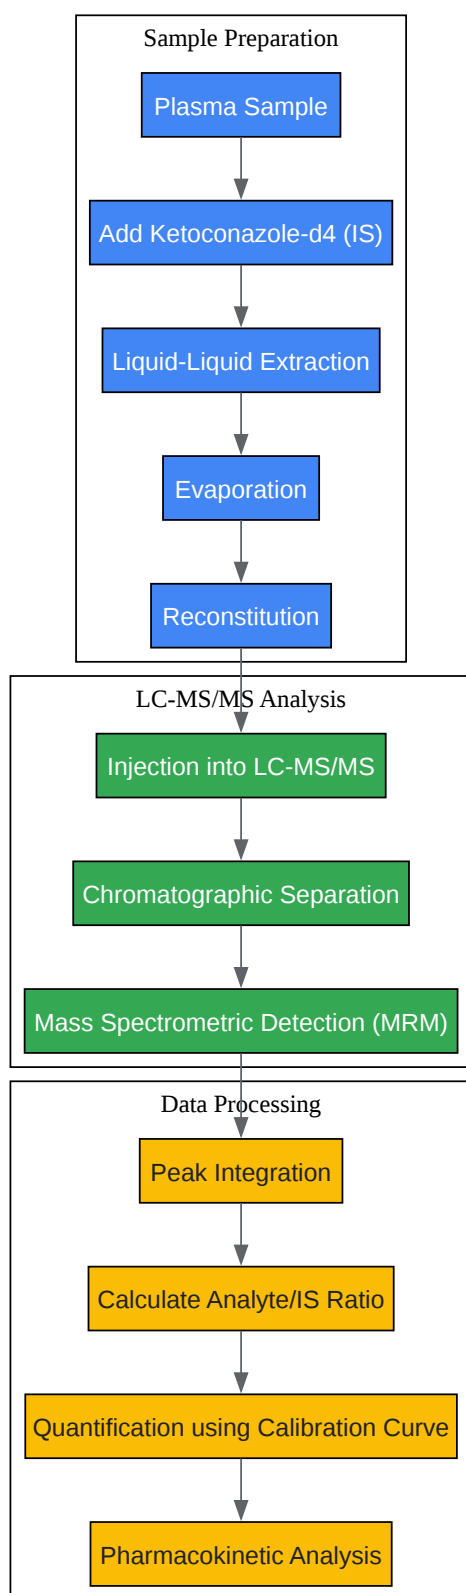 Sample Preparation
Plasma Sample
Add Ketoconazole-d4 (IS)
Liquid-Liquid Extraction
Evaporation
Reconstitution
LC-MS/MS Analysis
Injection into LC-MS/MS
Chromatographic Separation
Mass Spectrometric Detection (MRM)
Data Processing
Peak Integration
Calculate Analyte/IS Ratio
Quantification using Calibration Curve
Pharmacokinetic Analysis